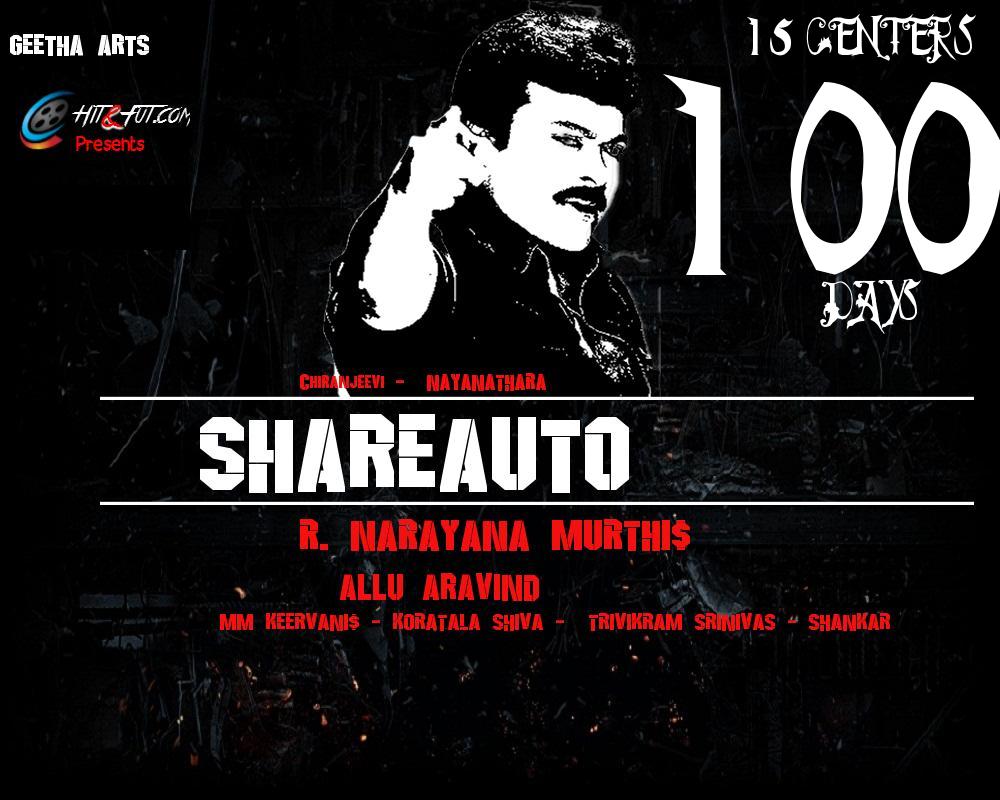 GEETHA ARTS
HIT&FUT.COM
Presents
15 CENTERS
100
DAYS
CHIRANJEEVI - NAYANATHARA
SHAREAUTO
R. NARAYANA MURTHI$
ALLU ARAVIND
MM KEERVANI$ - KORATALA SHIVA - TRIVIKRAM SRINIVAS - SHANKAR